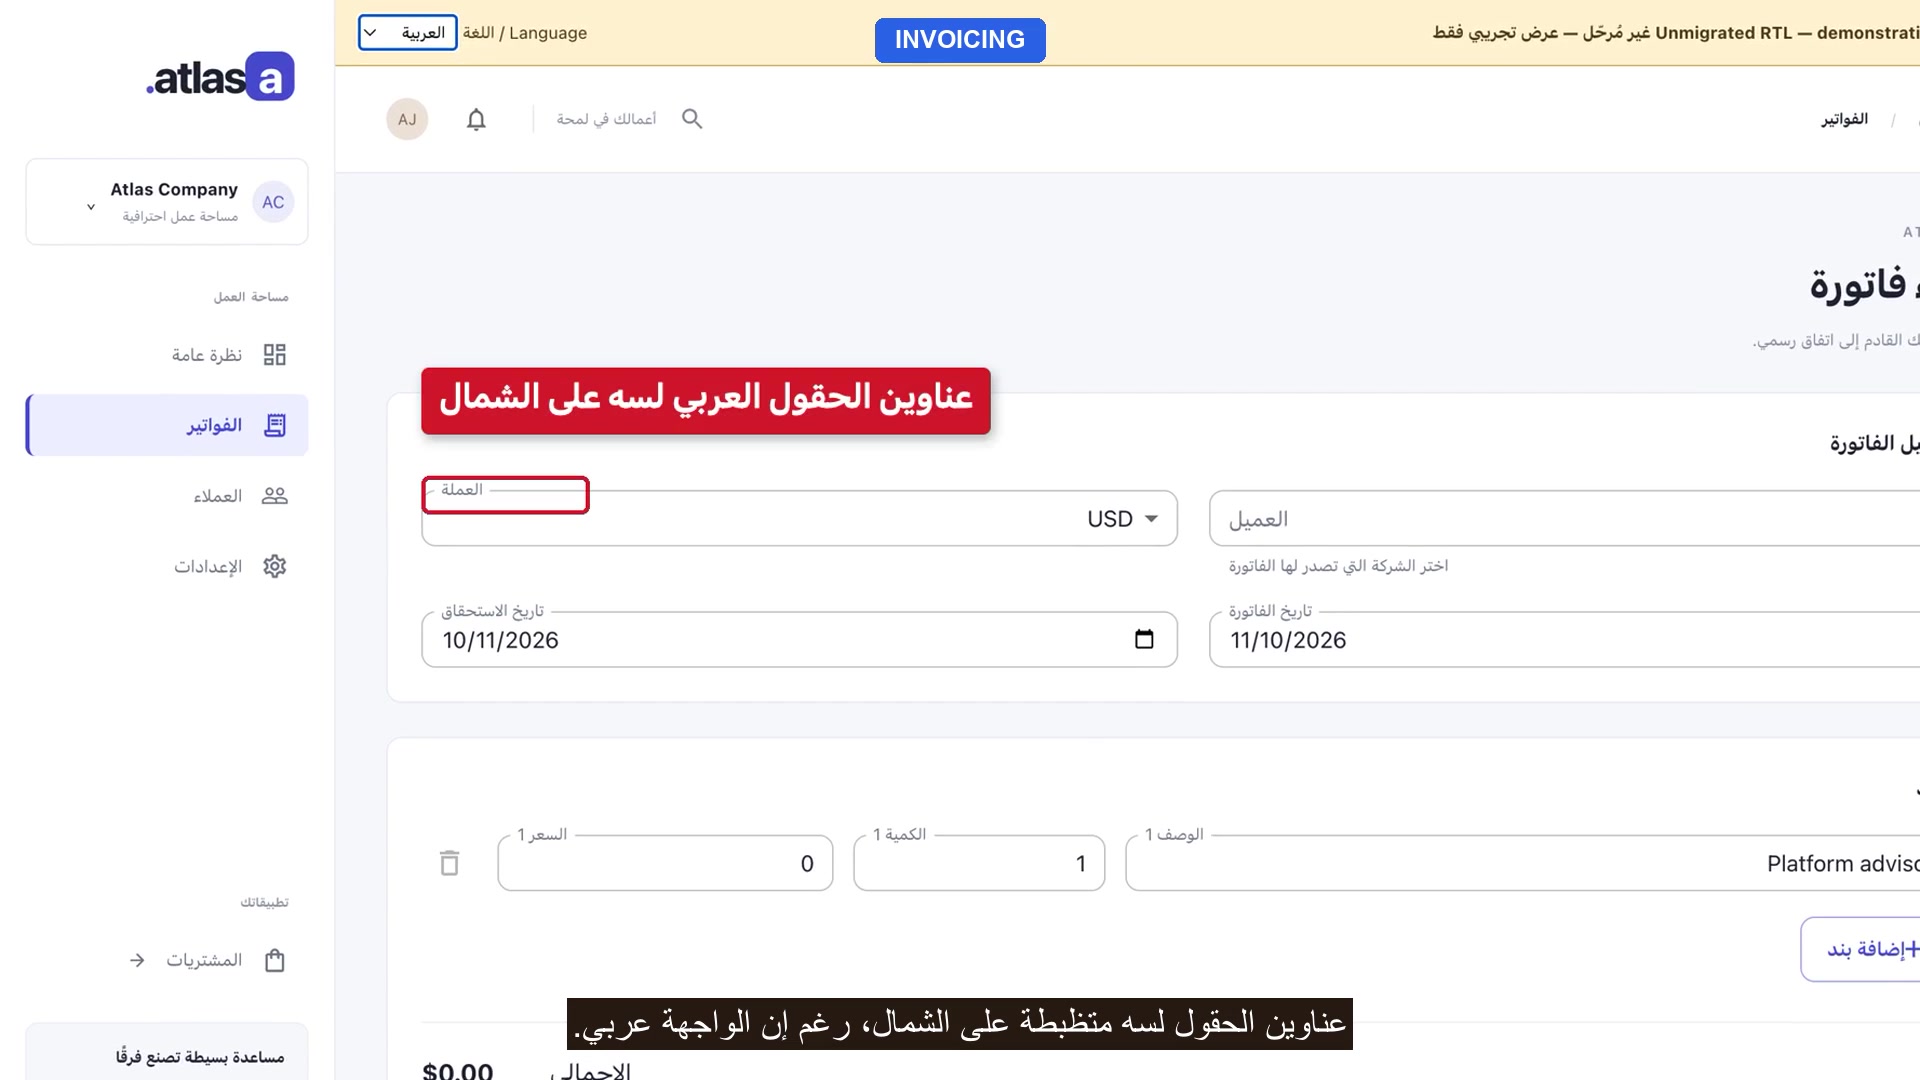 .atlas a
Atlas Company
AC
مساحة عمل احترافية
مساحة العمل
نظرة عامة
الفواتير
العملاء
الإعدادات
تطبيقاتك
المشتريات
مساعدة بسيطة تصنع فرقًا
العربية
اللغة / Language
INVOICING
غير مُرحّل — عرض تجريبي فقط Unmigrated RTL — demonstrati
AJ
أعمالك في لمحة
/ الفواتير
AT
فاتورة
ك القادم إلى اتفاق رسمي.
عناوين الحقول العربي لسه على الشمال
يل الفاتورة
العميل
اختر الشركة التي تصدر لها الفاتورة
العملة
USD
تاريخ الفاتورة
11/10/2026
تاريخ الاستحقاق
10/11/2026
الوصف 1
Platform adviso
الكمية 1
1
السعر 1
0
+إضافة بند
عناوين الحقول لسه متظبطة على الشمال، رغم إن الواجهة عربي.
الإجمالي
$0.00